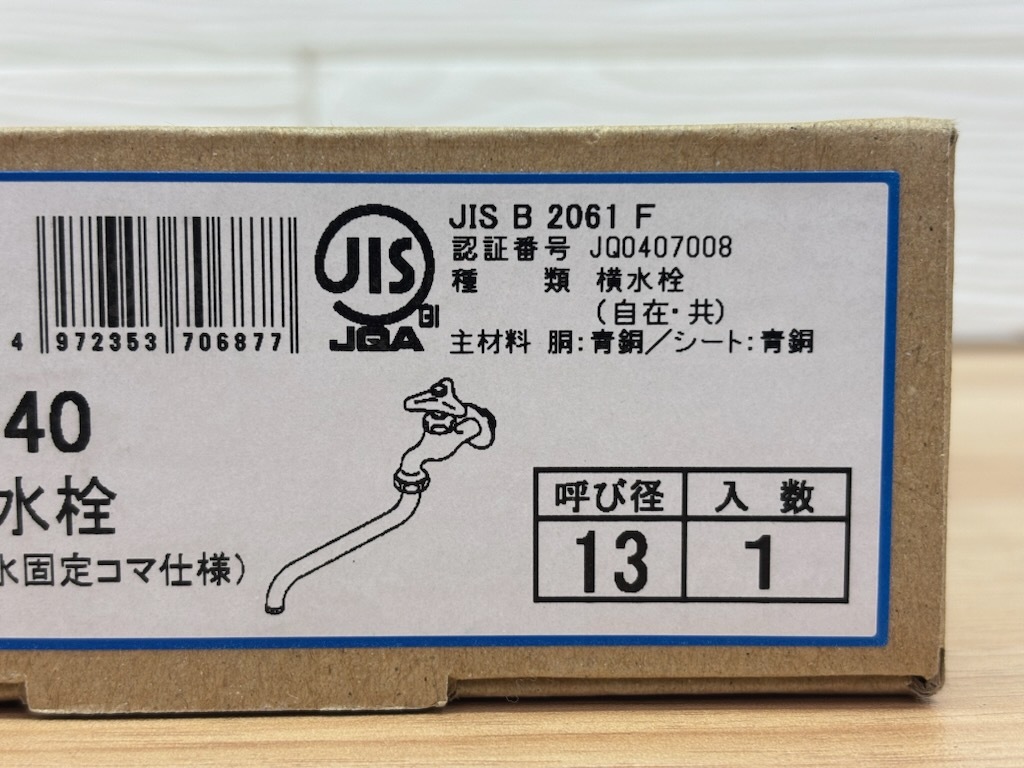 JIS B 2061 F
認証番号 JQ0407008
種 類 横水栓
(自在・共)
主材料 胴:青銅/シート:青銅
JIS
GI
JQA
4 972353 706877
40
水栓
水固定コマ仕様)
呼び径 入 数
13 1